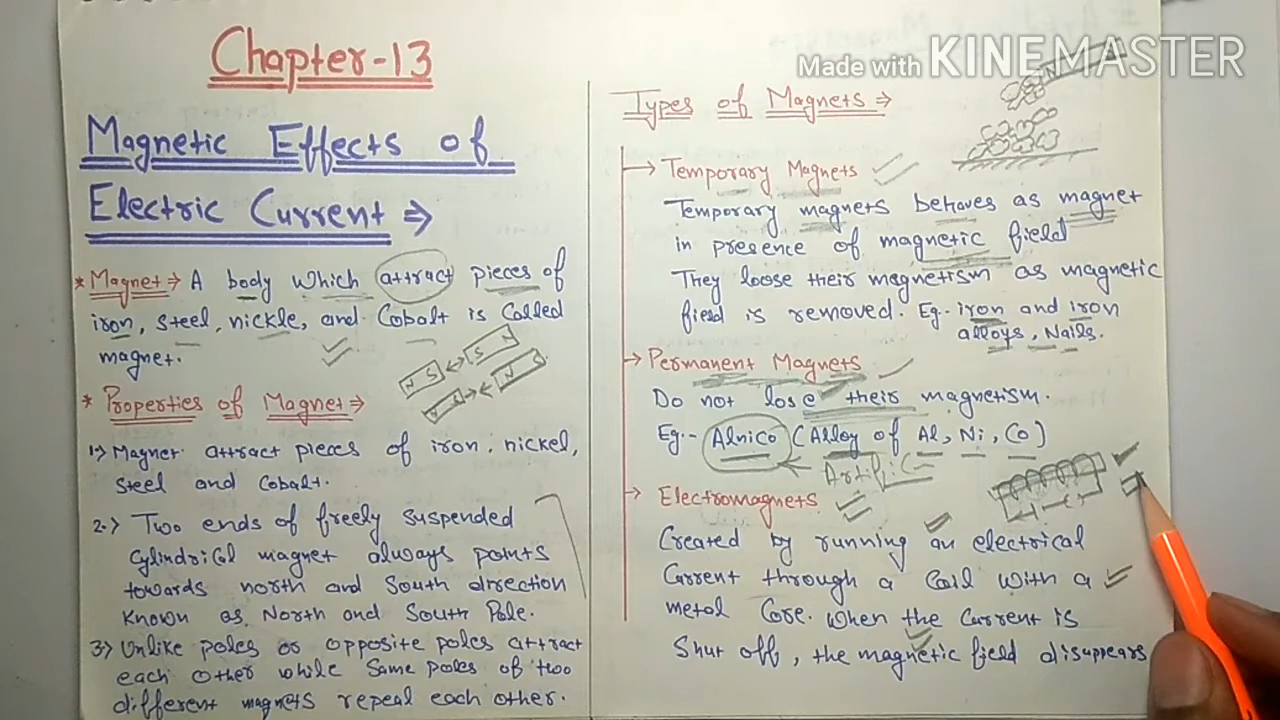 Chapter-13
Magnetic Effects of
Electric Current ⇒
* Magnet → A body which attract pieces of
iron, steel, nickle, and Cobalt is Called
magnet.
N S ↔ S N
N S →← N S
* Properties of Magnet →
1→ Magnet attract pieces of iron, nickel,
steel and cobalt.
2.→ Two ends of freely suspended
cylindrical magnet always points
towards north and south direction
known as North and South Pole.
3→ Unlike poles or opposite poles attract
each other while same poles of two
different magnets repeal each other.
Made with KINEMASTER
Types of Magnets ⇒
→ Temporary Magnets
Temporary magnets behaves as magnet
in presence of magnetic field
They loose their magnetism as magnetic
field is removed. Eg.- iron and iron
alloys, Nails.
→ Permanent Magnets
Do not lose their magnetism.
Eg.- Alnico (Alloy of Al, Ni, Co)
→ Electromagnets
Created by running an electrical
Current through a Coil with a
metal Core. When the current is
Shut off, the magnetic field disappears